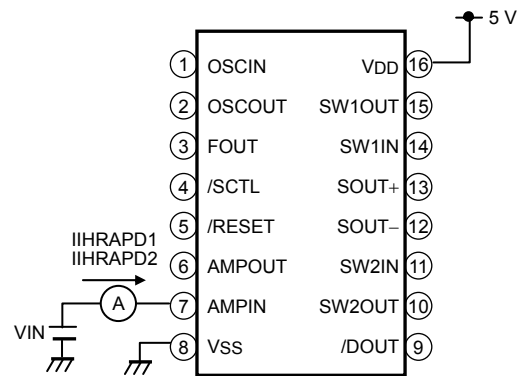 5 V
1 OSCIN VDD 16
2 OSCOUT SW1OUT 15
3 FOUT SW1IN 14
4 /SCTL SOUT+ 13
5 /RESET SOUT− 12
IIHRAPD1
IIHRAPD2
6 AMPOUT SW2IN 11
A 7 AMPIN SW2OUT 10
VIN
8 VSS /DOUT 9